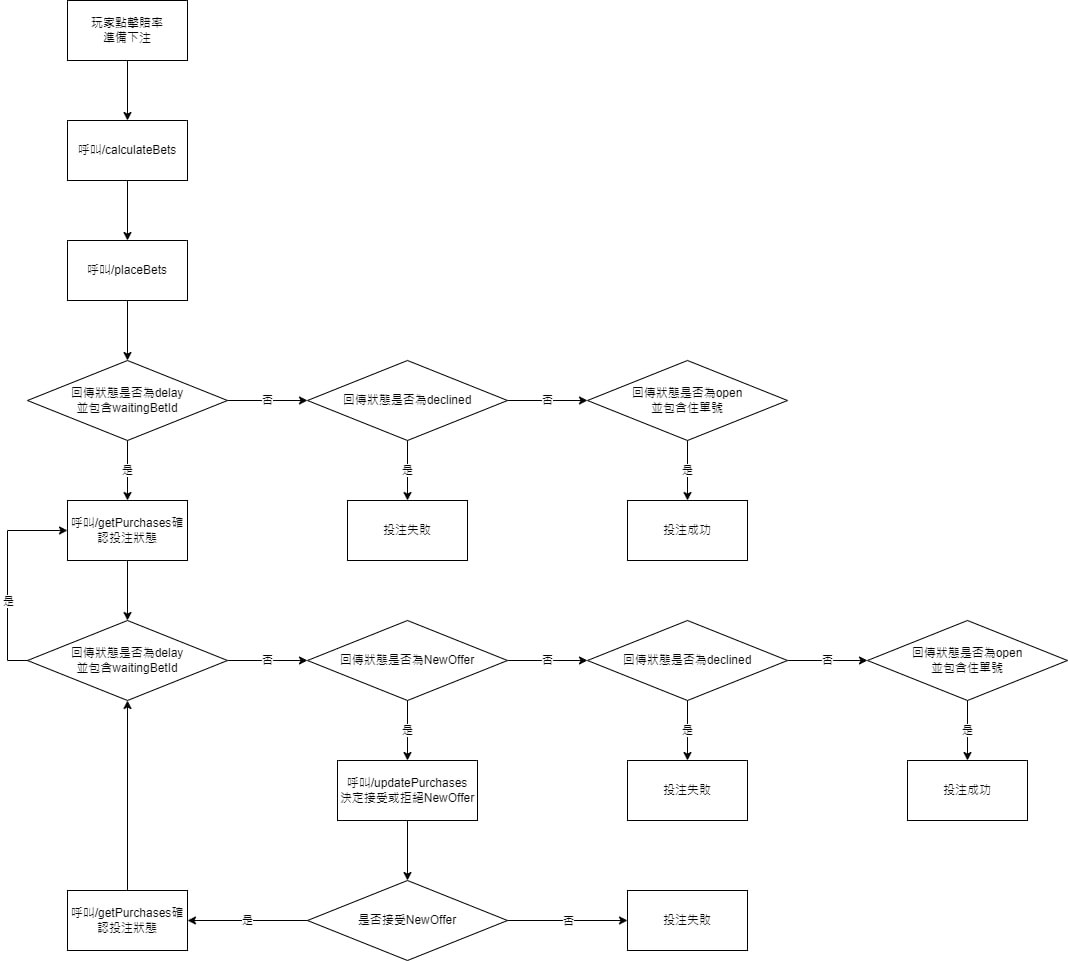 玩家點擊賠率
準備下注
呼叫/calculateBets
呼叫/placeBets
回傳狀態是否為delay
並包含waitingBetId
否
回傳狀態是否為declined
否
回傳狀態是否為open
並包含住單號
是
是
是
呼叫/getPurchases確
認投注狀態
投注失敗
投注成功
是
回傳狀態是否為delay
並包含waitingBetId
否
回傳狀態是否為NewOffer
否
回傳狀態是否為declined
否
回傳狀態是否為open
並包含住單號
是
是
是
呼叫/updatePurchases
決定接受或拒絕NewOffer
投注失敗
投注成功
呼叫/getPurchases確
認投注狀態
是
是否接受NewOffer
否
投注失敗